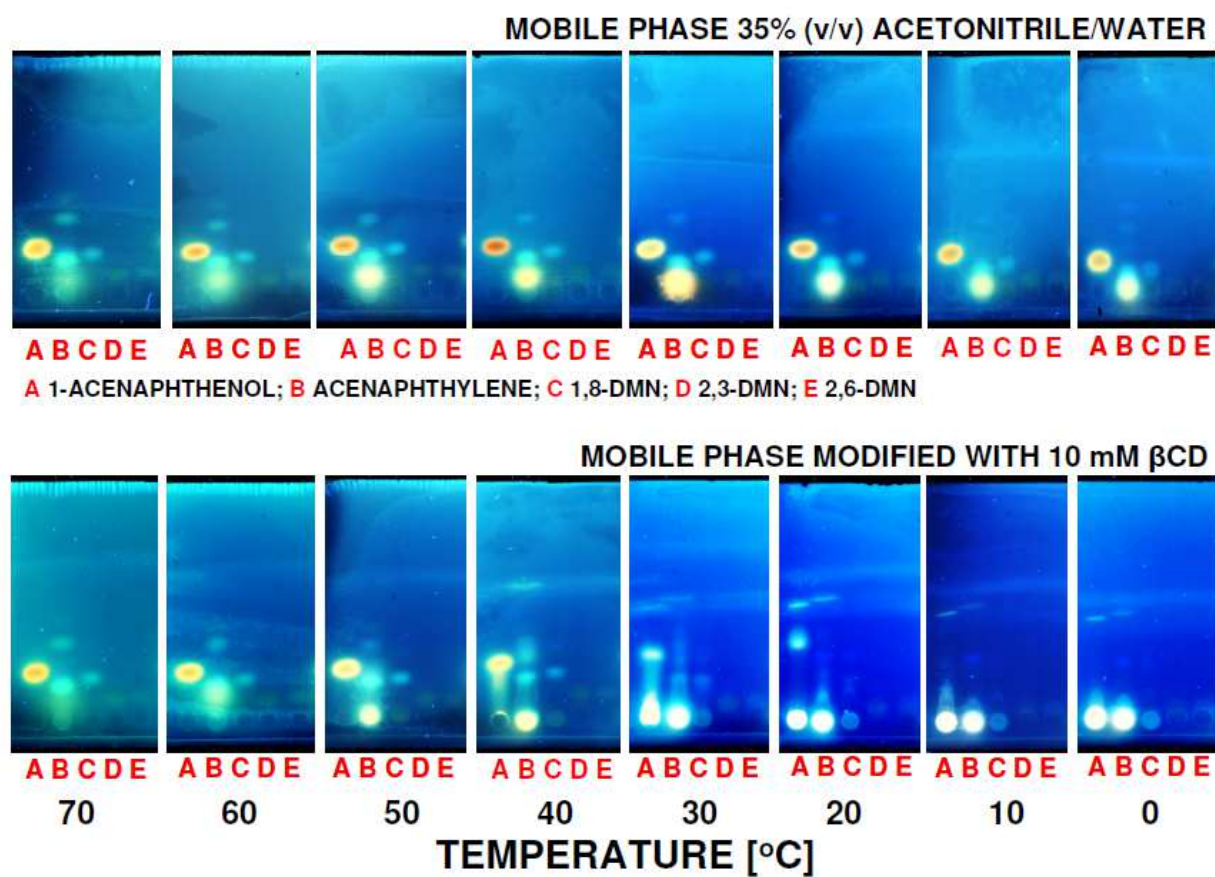 MOBILE PHASE 35% (v/v) ACETONITRILE/WATER
A B C D E A B C D E A B C D E A B C D E A B C D E A B C D E A B C D E A B C D E
A 1-ACENAPHTHENOL; B ACENAPHTHYLENE; C 1,8-DMN; D 2,3-DMN; E 2,6-DMN
MOBILE PHASE MODIFIED WITH 10 mM βCD
A B C D E A B C D E A B C D E A B C D E A B C D E A B C D E A B C D E A B C D E
70 60 50 40 30 20 10 0
TEMPERATURE [°C]